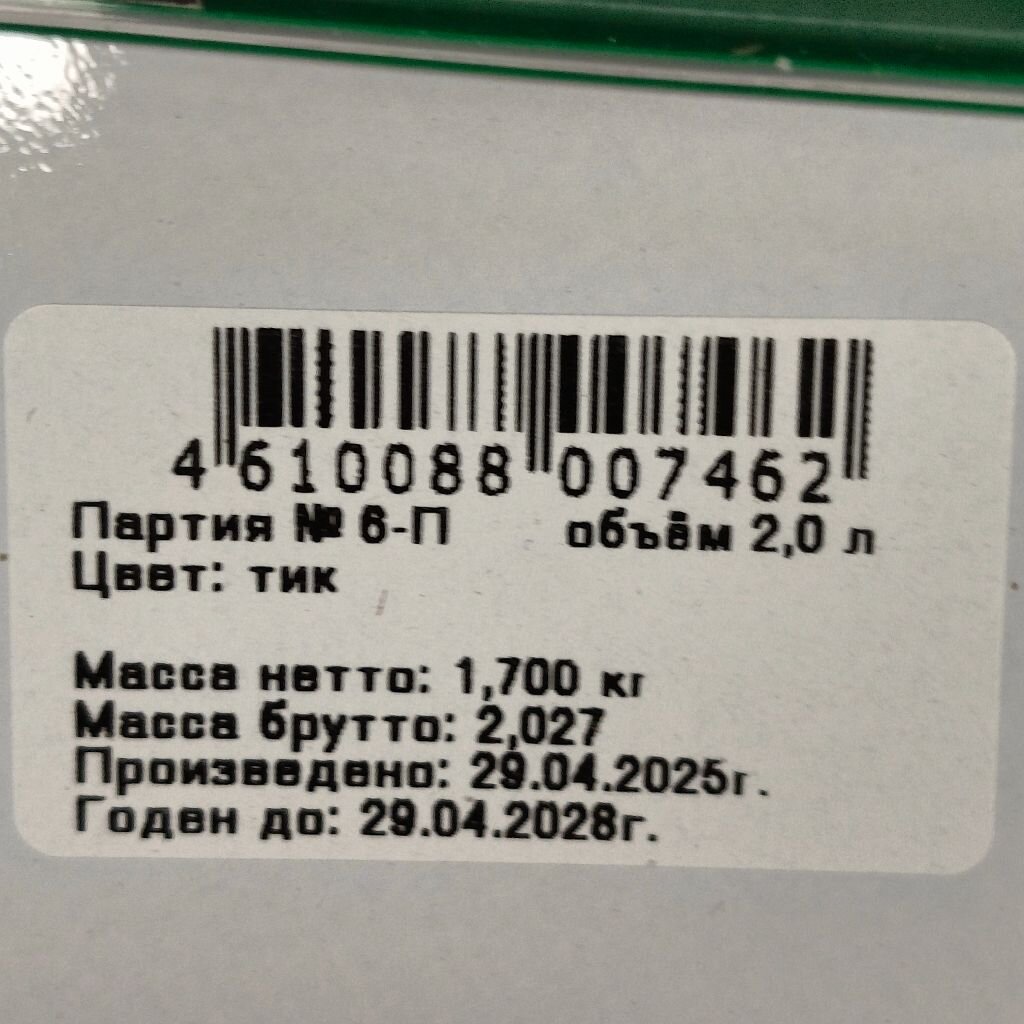 4 610088 007462
Партия № 6-П объём 2,0 л
Цвет: тик
Масса нетто: 1,700 кг
Масса брутто: 2,027
Произведено: 29.04.2025г.
Годен до: 29.04.2028г.